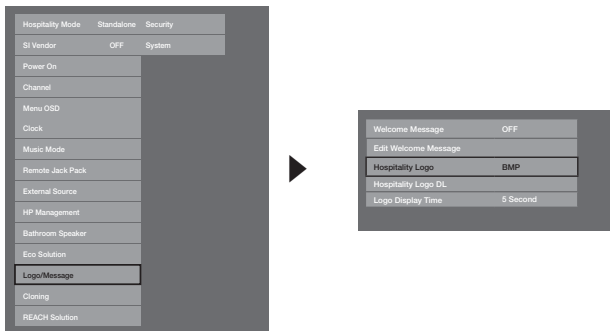 Hospitality Mode Standalone Security
SI Vendor OFF System
Power On
Channel
Menu OSD
Clock
Music Mode
Remote Jack Pack
External Source
HP Management
Bathroom Speaker
Eco Solution
Logo/Message
Cloning
REACH Solution
Welcome Message OFF
Edit Welcome Message
Hospitality Logo BMP
Hospitality Logo DL
Logo Display Time 5 Second